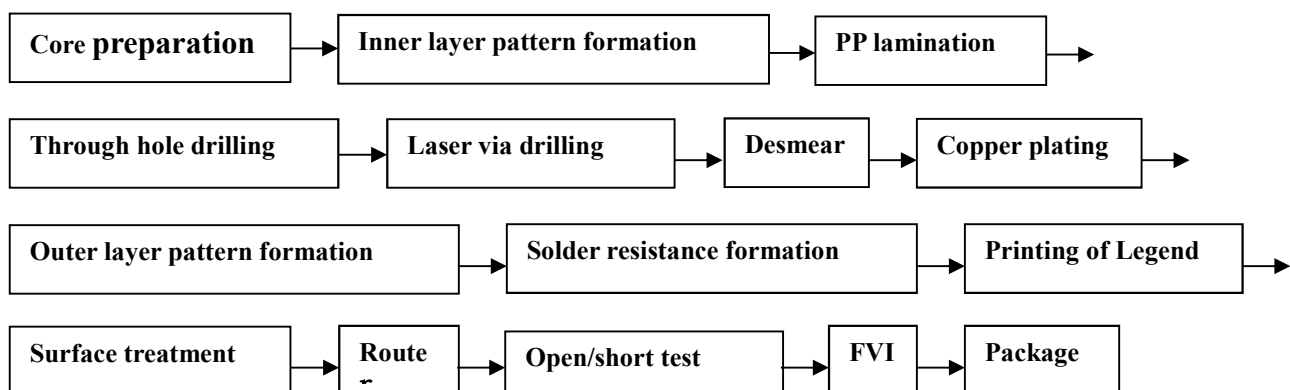 Core preparation
Inner layer pattern formation
PP lamination
Through hole drilling
Laser via drilling
Desmear
Copper plating
Outer layer pattern formation
Solder resistance formation
Printing of Legend
Surface treatment
Route
r
Open/short test
FVI
Package